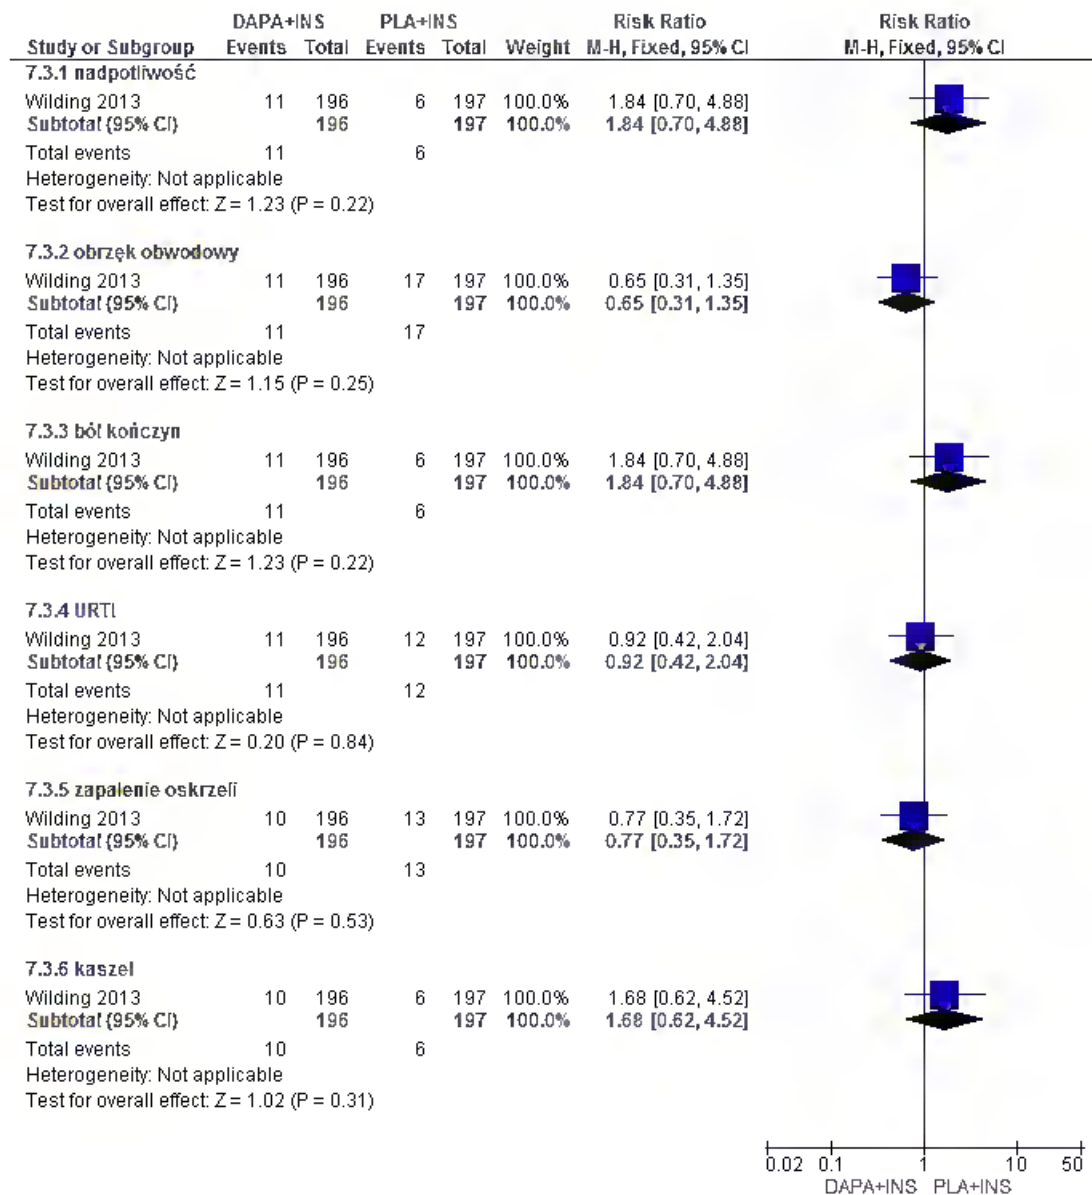 DAPA+INS PLA+INS Risk Ratio Risk Ratio
Study or Subgroup Events Total Events Total Weight M-H, Fixed, 95% CI M-H, Fixed, 95% CI
7.3.1 nadpotliwość
Wilding 2013 11 196 6 197 100.0% 1.84 [0.70, 4.88]
Subtotal (95% CI) 196 197 100.0% 1.84 [0.70, 4.88]
Total events 11 6
Heterogeneity: Not applicable
Test for overall effect: Z = 1.23 (P = 0.22)
7.3.2 obrzęk obwodowy
Wilding 2013 11 196 17 197 100.0% 0.65 [0.31, 1.35]
Subtotal (95% CI) 196 197 100.0% 0.65 [0.31, 1.35]
Total events 11 17
Heterogeneity: Not applicable
Test for overall effect: Z = 1.15 (P = 0.25)
7.3.3 ból kończyn
Wilding 2013 11 196 6 197 100.0% 1.84 [0.70, 4.88]
Subtotal (95% CI) 196 197 100.0% 1.84 [0.70, 4.88]
Total events 11 6
Heterogeneity: Not applicable
Test for overall effect: Z = 1.23 (P = 0.22)
7.3.4 URTI
Wilding 2013 11 196 12 197 100.0% 0.92 [0.42, 2.04]
Subtotal (95% CI) 196 197 100.0% 0.92 [0.42, 2.04]
Total events 11 12
Heterogeneity: Not applicable
Test for overall effect: Z = 0.20 (P = 0.84)
7.3.5 zapalenie oskrzeli
Wilding 2013 10 196 13 197 100.0% 0.77 [0.35, 1.72]
Subtotal (95% CI) 196 197 100.0% 0.77 [0.35, 1.72]
Total events 10 13
Heterogeneity: Not applicable
Test for overall effect: Z = 0.63 (P = 0.53)
7.3.6 kaszel
Wilding 2013 10 196 6 197 100.0% 1.68 [0.62, 4.52]
Subtotal (95% CI) 196 197 100.0% 1.68 [0.62, 4.52]
Total events 10 6
Heterogeneity: Not applicable
Test for overall effect: Z = 1.02 (P = 0.31)
0.02 0.1 1 10 50
DAPA+INS PLA+INS